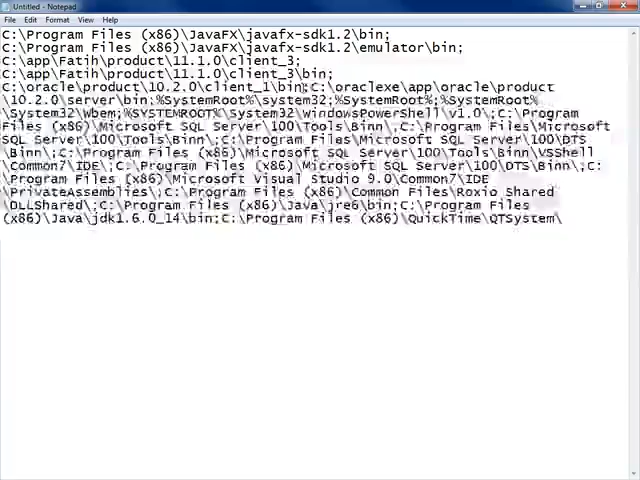 Untitled - Notepad
File Edit Format View Help
C:\Program Files (x86)\JavaFX\javafx-sdk1.2\bin;
C:\Program Files (x86)\JavaFX\javafx-sdk1.2\emulator\bin;
C:\app\Fatih\product\11.1.0\client_3;
C:\app\Fatih\product\11.1.0\client_3\bin;
C:\oracle\product\10.2.0\client_1\bin;C:\oraclexe\app\oracle\product
\10.2.0\server\bin;%SystemRoot%\system32;%SystemRoot%;%SystemRoot%
\System32\Wbem;%SYSTEMROOT%\System32\WindowsPowerShell\v1.0\;C:\Program
Files (x86)\Microsoft SQL Server\100\Tools\Binn\;C:\Program Files\Microsoft
SQL Server\100\Tools\Binn\;C:\Program Files\Microsoft SQL Server\100\DTS
\Binn\;C:\Program Files (x86)\Microsoft SQL Server\100\Tools\Binn\VSShell
\Common7\IDE\;C:\Program Files (x86)\Microsoft SQL Server\100\DTS\Binn\;C:
\Program Files (x86)\Microsoft Visual Studio 9.0\Common7\IDE
\PrivateAssemblies\;C:\Program Files (x86)\Common Files\Roxio Shared
\DLLShared\;C:\Program Files (x86)\Java\jre6\bin;C:\Program Files
(x86)\Java\jdk1.6.0_14\bin;C:\Program Files (x86)\QuickTime\QTSystem\